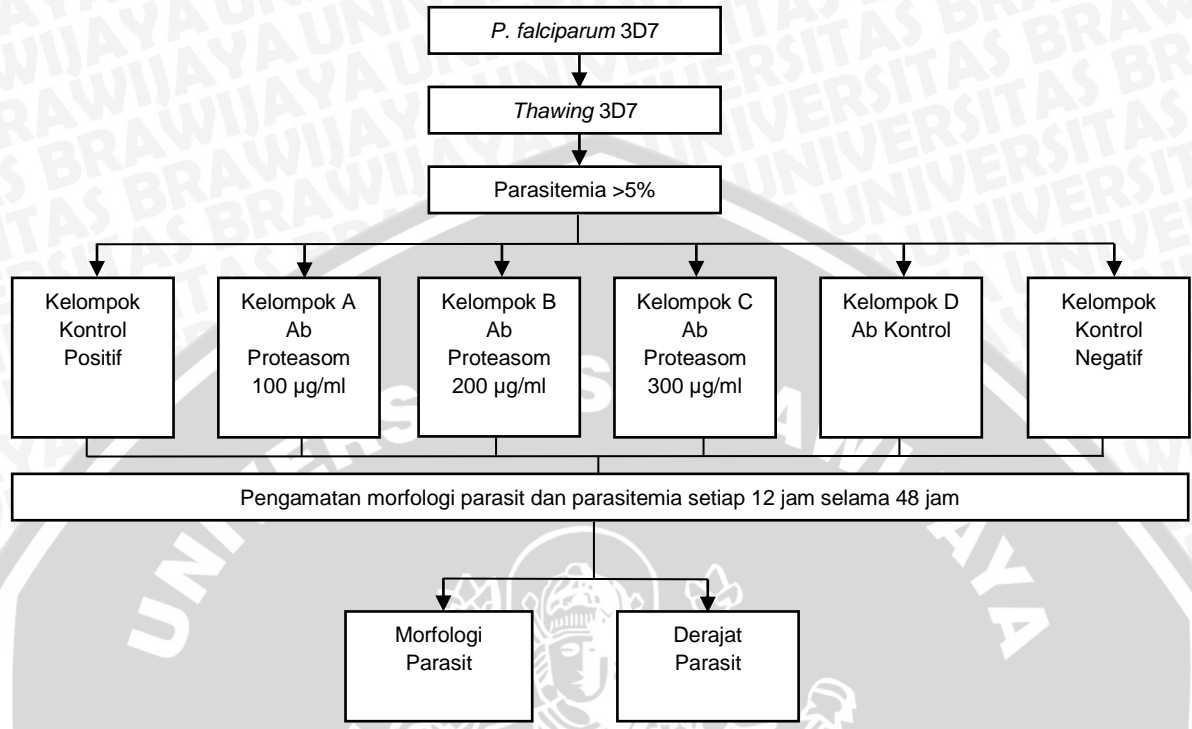 P. falciparum 3D7
Thawing 3D7
Parasitemia >5%
Kelompok
Kontrol
Positif
Kelompok A
Ab
Proteasom
100 µg/ml
Kelompok B
Ab
Proteasom
200 µg/ml
Kelompok C
Ab
Proteasom
300 µg/ml
Kelompok D
Ab Kontrol
Kelompok
Kontrol
Negatif
Pengamatan morfologi parasit dan parasitemia setiap 12 jam selama 48 jam
Morfologi
Parasit
Derajat
Parasit